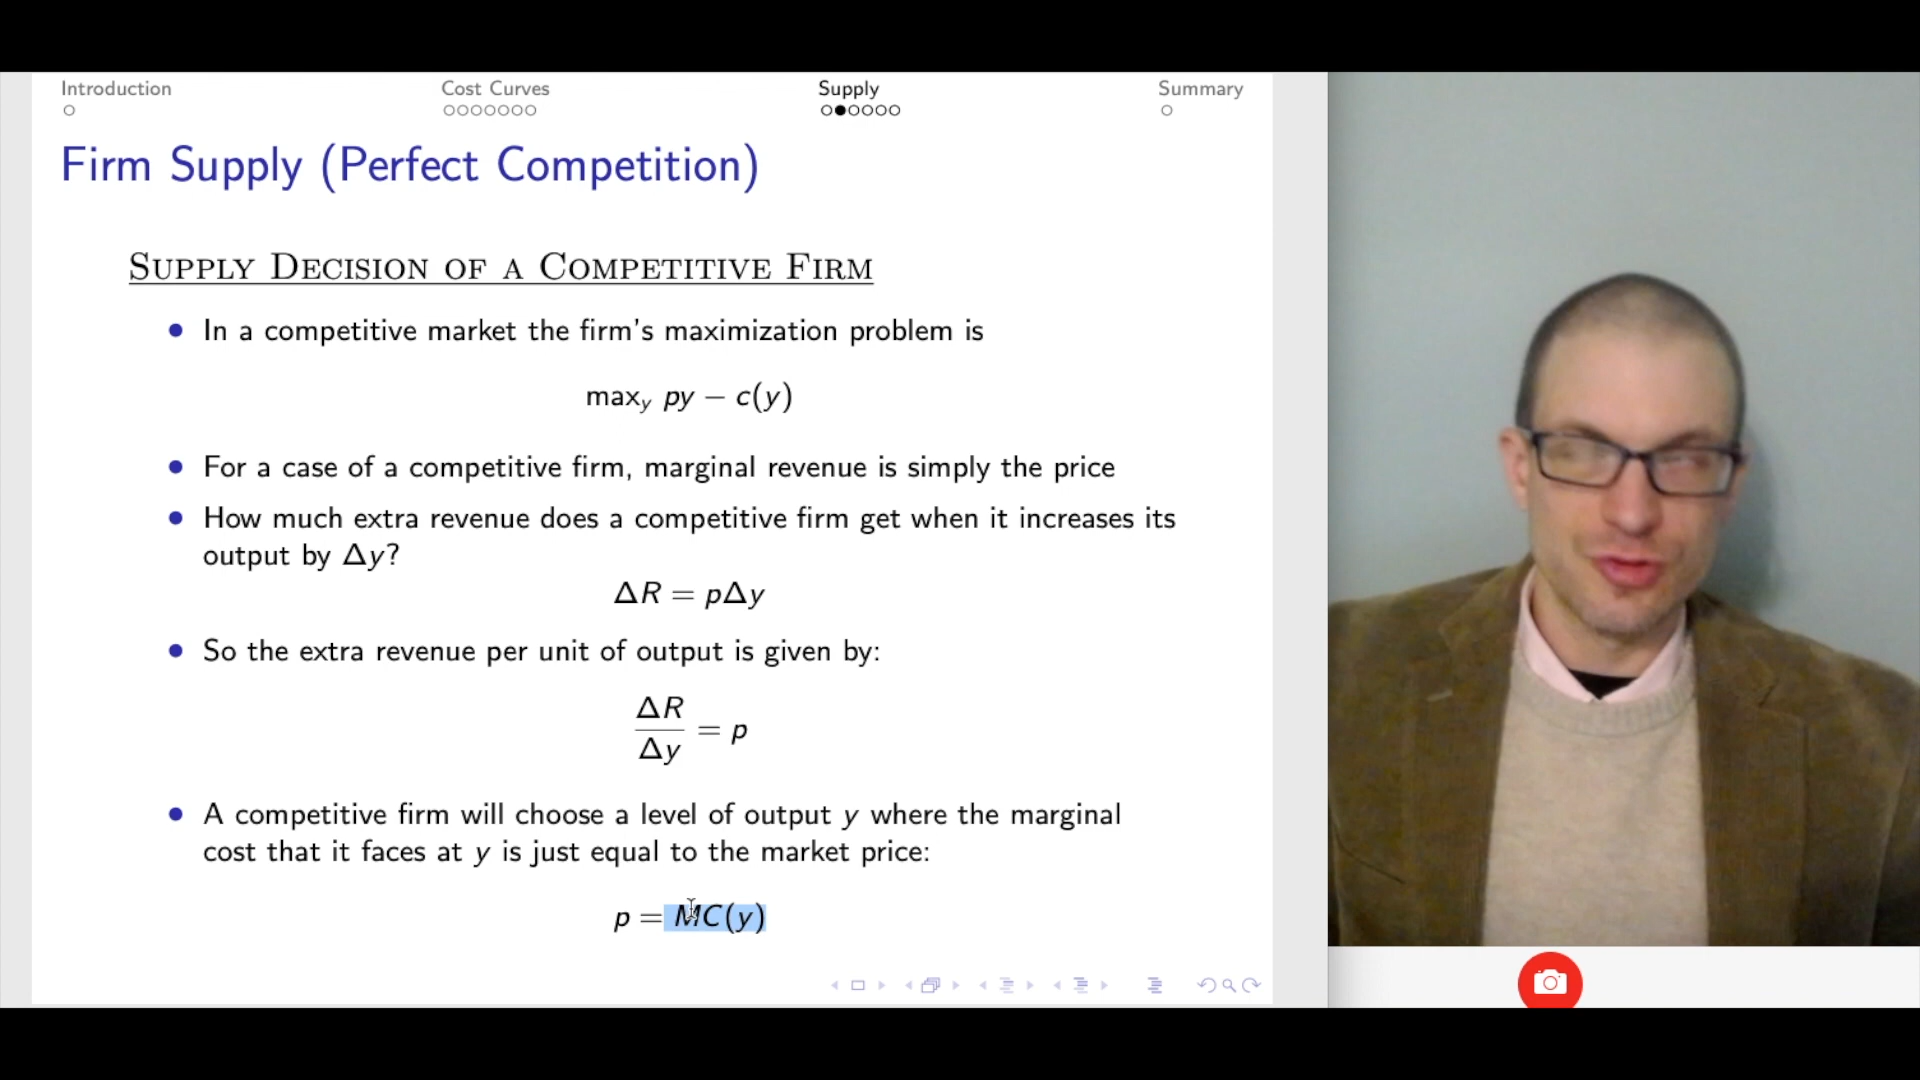 Introduction
Cost Curves
Supply
Summary
Firm Supply (Perfect Competition)
SUPPLY DECISION OF A COMPETITIVE FIRM
In a competitive market the firm's maximization problem is
max_y py − c(y)
For a case of a competitive firm, marginal revenue is simply the price
How much extra revenue does a competitive firm get when it increases its
output by Δy?
ΔR = pΔy
So the extra revenue per unit of output is given by:
ΔR
Δy
= p
A competitive firm will choose a level of output y where the marginal
cost that it faces at y is just equal to the market price:
p = MC(y)